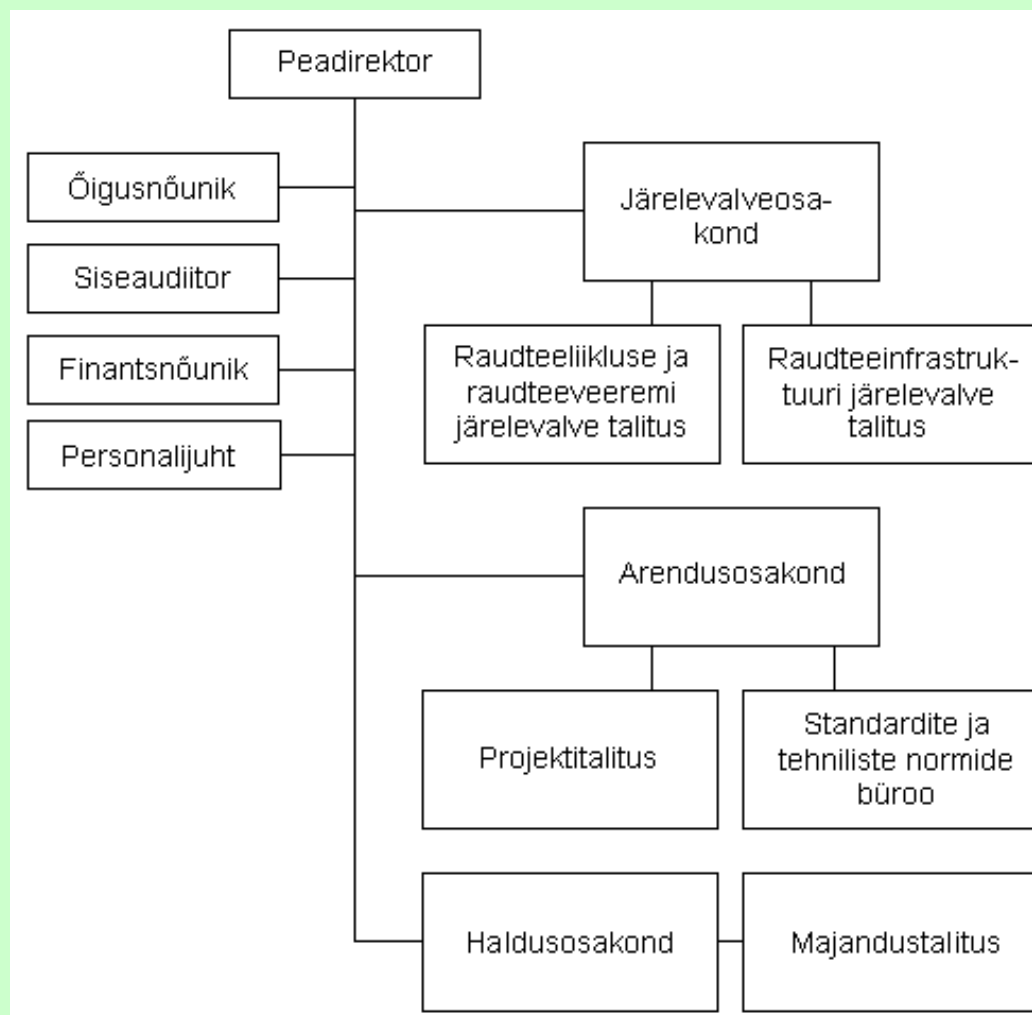 Peadirektor
Õigusnõunik
Siseaudiitor
Finantsnõunik
Personalijuht
Järelevalveosa-
kond
Raudteeliikluse ja
raudteeveeremi
järelevalve talitus
Raudteeinfrastruk-
tuuri järelevalve
talitus
Arendusosakond
Projektitalitus
Standardite ja
tehniliste normide
büroo
Haldusosakond
Majandustalitus